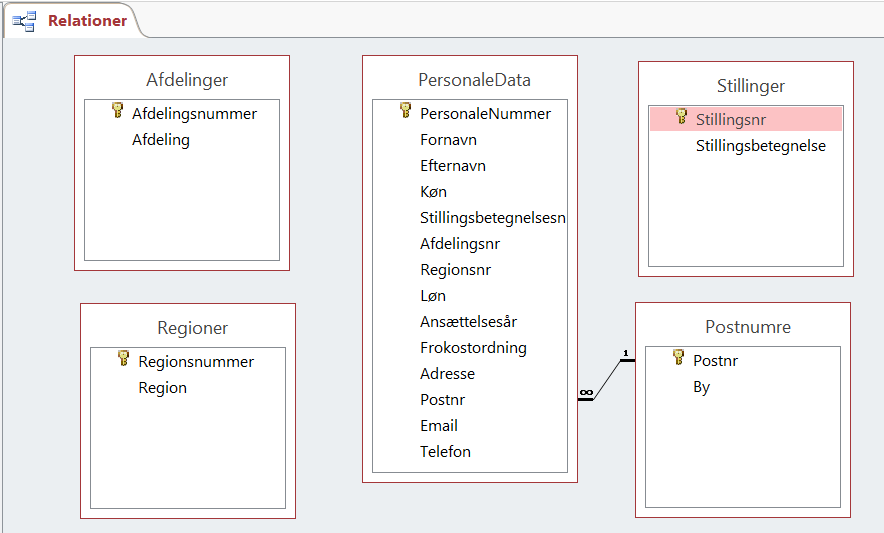 Relationer
Afdelinger
Afdelingsnummer
Afdeling
PersonaleData
PersonaleNummer
Fornavn
Efternavn
Køn
Stillingsbetegnelsesn
Afdelingsnr
Regionsnr
Løn
Ansættelsesår
Frokostordning
Adresse
Postnr
Email
Telefon
Stillinger
Stillingsnr
Stillingsbetegnelse
Regioner
Regionsnummer
Region
∞
1
Postnumre
Postnr
By